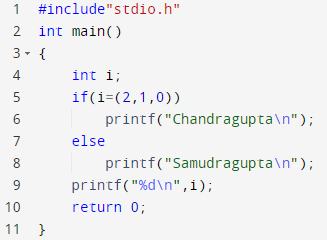 1 #include"stdio.h"
2 int main()
3 {
4 int i;
5 if(i=(2,1,0))
6 printf("Chandragupta\n");
7 else
8 printf("Samudragupta\n");
9 printf("%d\n",i);
10 return 0;
11 }